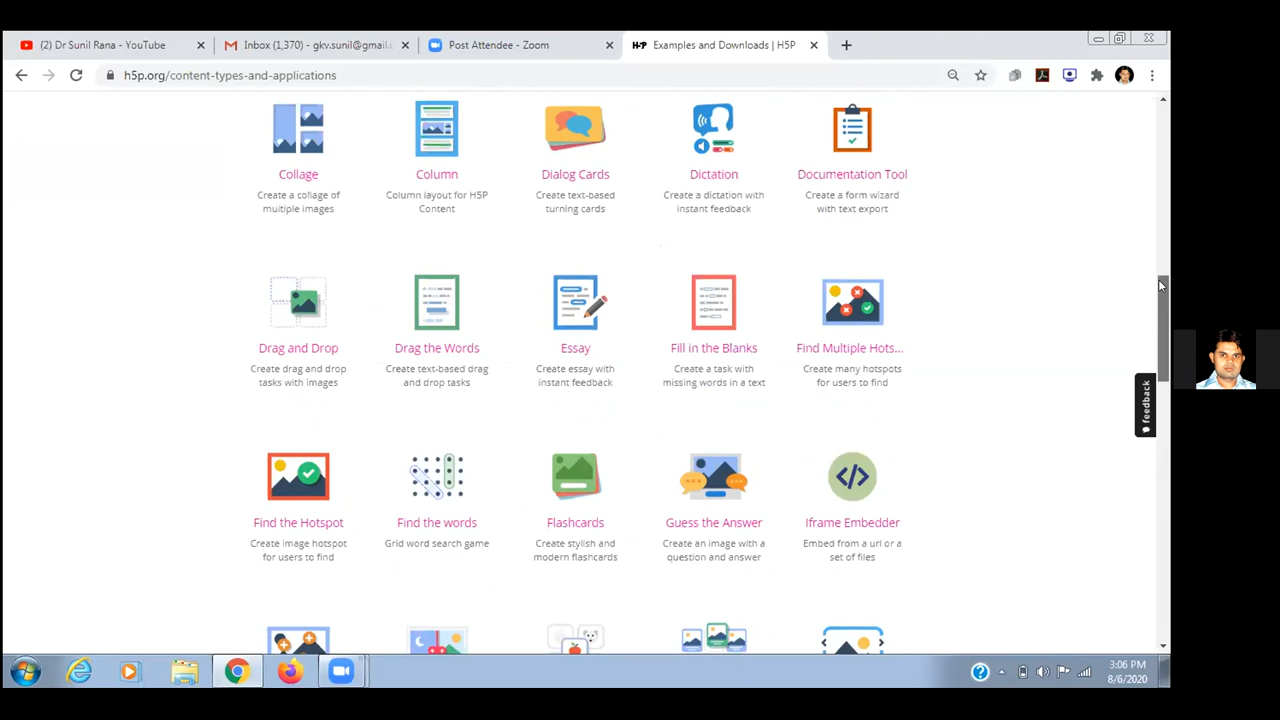 (2) Dr Sunil Rana - YouTube
Inbox (1,370) - gkv.sunil@gmail.
Post Attendee - Zoom
H5P Examples and Downloads | H5P
h5p.org/content-types-and-applications
Collage
Create a collage of
multiple images
Column
Column layout for H5P
Content
Dialog Cards
Create text-based
turning cards
Dictation
Create a dictation with
instant feedback
Documentation Tool
Create a form wizard
with text export
Drag and Drop
Create drag and drop
tasks with images
Drag the Words
Create text-based drag
and drop tasks
Essay
Create essay with
instant feedback
Fill in the Blanks
Create a task with
missing words in a text
Find Multiple Hots...
Create many hotspots
for users to find
feedback
Find the Hotspot
Create image hotspot
for users to find
Find the words
Grid word search game
Flashcards
Create stylish and
modern flashcards
Guess the Answer
Create an image with a
question and answer
Iframe Embedder
Embed from a url or a
set of files
3:06 PM
8/6/2020